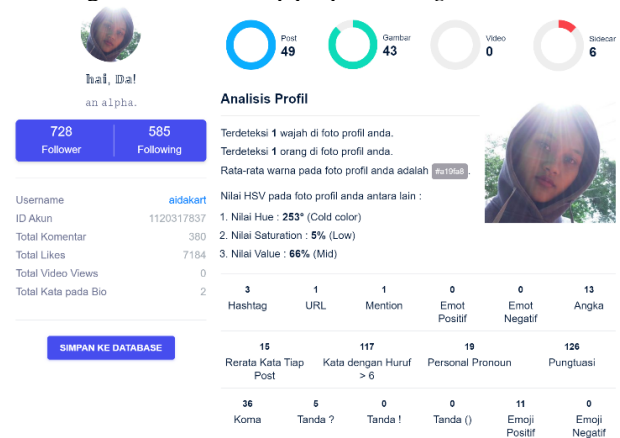 𝕙𝕒𝕚, 𝔻𝕒!
an alpha.
728 585
Follower Following
Username aidakart
ID Akun 1120317837
Total Komentar 380
Total Likes 7184
Total Video Views 0
Total Kata pada Bio 2
SIMPAN KE DATABASE
Post Gambar Video Sidecar
49 43 0 6
Analisis Profil
Terdeteksi 1 wajah di foto profil anda.
Terdeteksi 1 orang di foto profil anda.
Rata-rata warna pada foto profil anda adalah #a19fa8 .
Nilai HSV pada foto profil anda antara lain :
1. Nilai Hue : 253° (Cold color)
2. Nilai Saturation : 5% (Low)
3. Nilai Value : 66% (Mid)
3 1 1 0 0 13
Hashtag URL Mention Emot Emot Angka
Positif Negatif
15 117 19 126
Rerata Kata Tiap Kata dengan Huruf Personal Pronoun Pungtuasi
Post > 6
36 5 0 0 11 0
Koma Tanda ? Tanda ! Tanda () Emoji Emoji
Positif Negatif